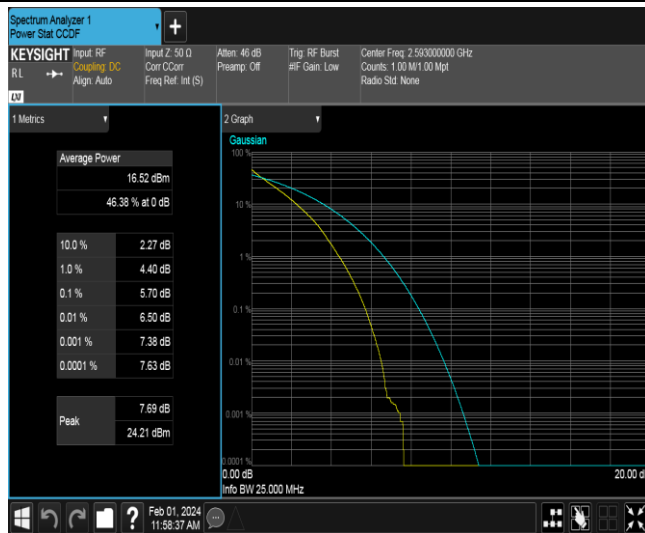 Spectrum Analyzer 1
Power Stat CCDF
+
KEYSIGHT
Input: RF
Coupling: DC
Align: Auto
Input Z: 50 Ω
Corr CCorr
Freq Ref: Int (S)
Atten: 46 dB
Preamp: Off
Trig: RF Burst
#IF Gain: Low
Center Freq: 2.593000000 GHz
Counts: 1.00 M/1.00 Mpt
Radio Std: None
RL
LXI
1 Metrics
Average Power
16.52 dBm
46.38 % at 0 dB
10.0 % 2.27 dB
1.0 % 4.40 dB
0.1 % 5.70 dB
0.01 % 6.50 dB
0.001 % 7.38 dB
0.0001 % 7.63 dB
Peak
7.69 dB
24.21 dBm
2 Graph
Gaussian
100 %
10 %
1 %
0.1 %
0.01 %
0.001 %
0.0001 %
0.00 dB
20.00 d
Info BW 25.000 MHz
?
Feb 01, 2024
11:58:37 AM